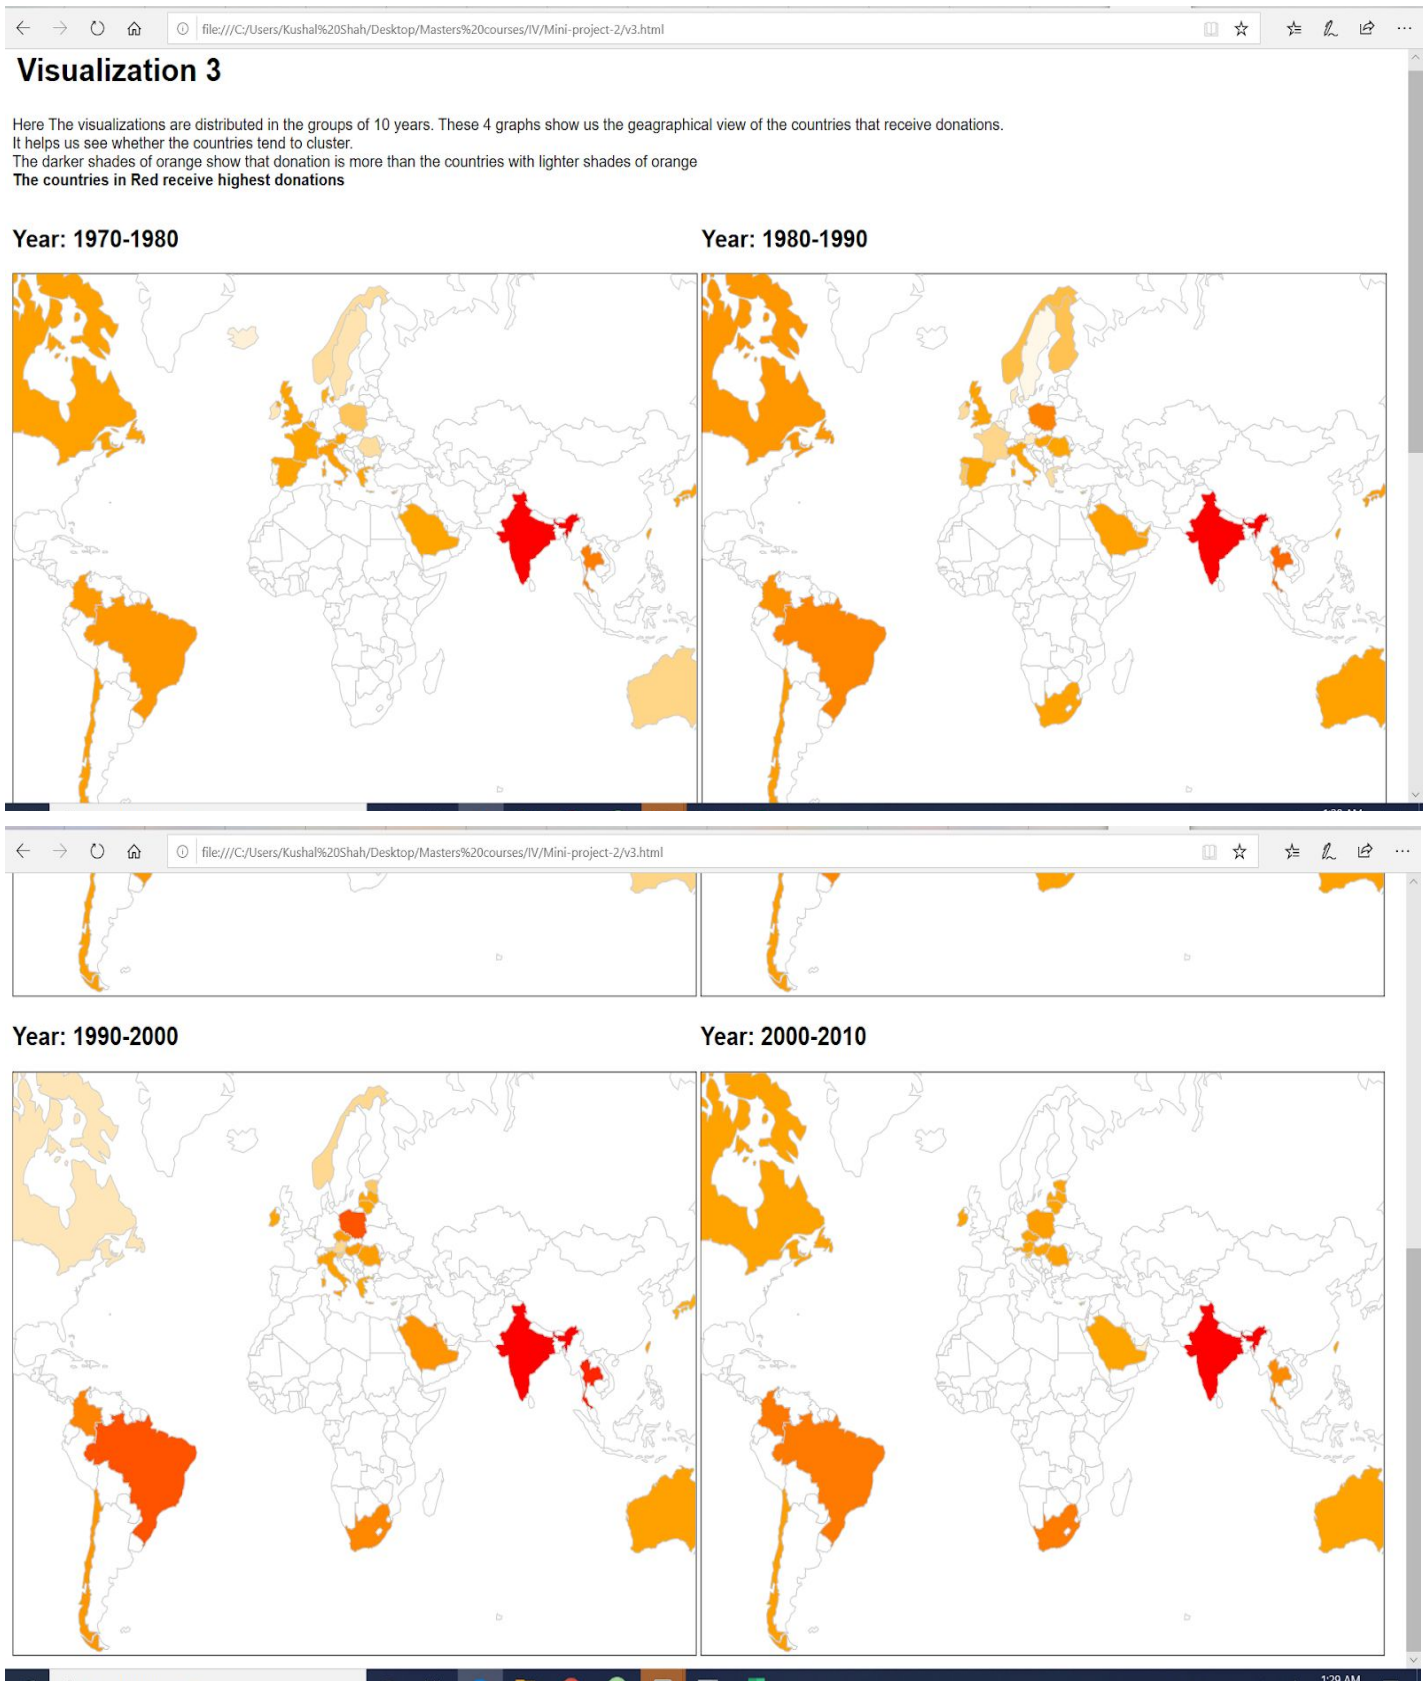 file:///C:/Users/Kushal%20Shah/Desktop/Masters%20courses/IV/Mini-project-2/v3.html
Visualization 3
Here The visualizations are distributed in the groups of 10 years. These 4 graphs show us the geagraphical view of the countries that receive donations.
It helps us see whether the countries tend to cluster.
The darker shades of orange show that donation is more than the countries with lighter shades of orange
The countries in Red receive highest donations
Year: 1970-1980
Year: 1980-1990
file:///C:/Users/Kushal%20Shah/Desktop/Masters%20courses/IV/Mini-project-2/v3.html
Year: 1990-2000
Year: 2000-2010
1:29 AM